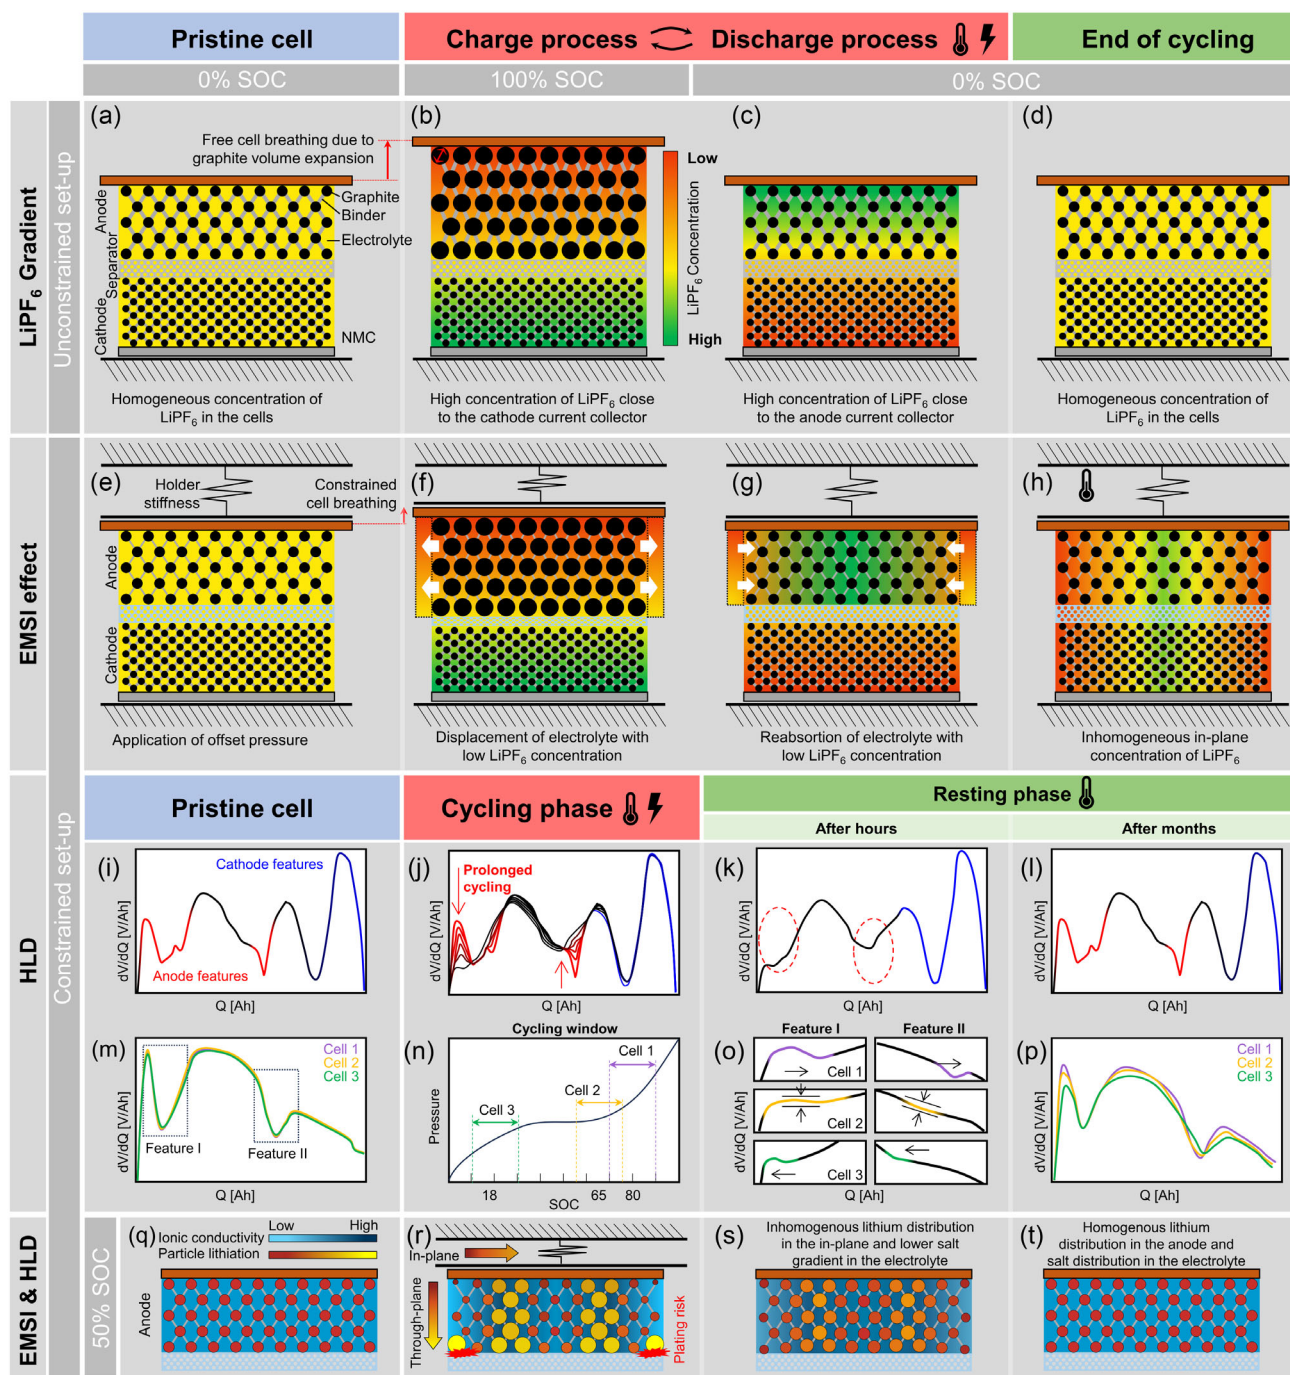 Pristine cell
Charge process
Discharge process
End of cycling
0% SOC
100% SOC
0% SOC
LiPF6 Gradient
Unconstrained set-up
(a)
Free cell breathing due to
graphite volume expansion
Anode
Separator
Cathode
Graphite
Binder
Electrolyte
NMC
Homogeneous concentration of
LiPF6 in the cells
(b)
Low
LiPF6 Concentration
High
High concentration of LiPF6 close
to the cathode current collector
(c)
High concentration of LiPF6 close
to the anode current collector
(d)
Homogeneous concentration of
LiPF6 in the cells
EMSI effect
Constrained set-up
(e)
Holder
stiffness
Constrained
cell breathing
Anode
Cathode
Application of offset pressure
(f)
Displacement of electrolyte with
low LiPF6 concentration
(g)
Reabsortion of electrolyte with
low LiPF6 concentration
(h)
Inhomogeneous in-plane
concentration of LiPF6
Pristine cell
Cycling phase
Resting phase
After hours
After months
HLD
(i)
Cathode features
Anode features
dV/dQ [V/Ah]
Q [Ah]
(j)
Prolonged
cycling
dV/dQ [V/Ah]
Q [Ah]
(k)
dV/dQ [V/Ah]
Q [Ah]
(l)
dV/dQ [V/Ah]
Q [Ah]
(m)
Cell 1
Cell 2
Cell 3
Feature I
Feature II
dV/dQ [V/Ah]
Q [Ah]
(n)
Cycling window
Cell 1
Cell 2
Cell 3
Pressure
18
65
80
SOC
(o)
Feature I
Feature II
Cell 1
Cell 2
Cell 3
dV/dQ [V/Ah]
Q [Ah]
(p)
Cell 1
Cell 2
Cell 3
dV/dQ [V/Ah]
Q [Ah]
EMSI & HLD
50% SOC
(q)
Low
High
Ionic conductivity
Particle lithiation
Anode
(r)
In-plane
Through-plane
Plating risk
(s)
Inhomogenous lithium distribution
in the in-plane and lower salt
gradient in the electrolyte
(t)
Homogenous lithium
distribution in the anode and
salt distribution in the electrolyte